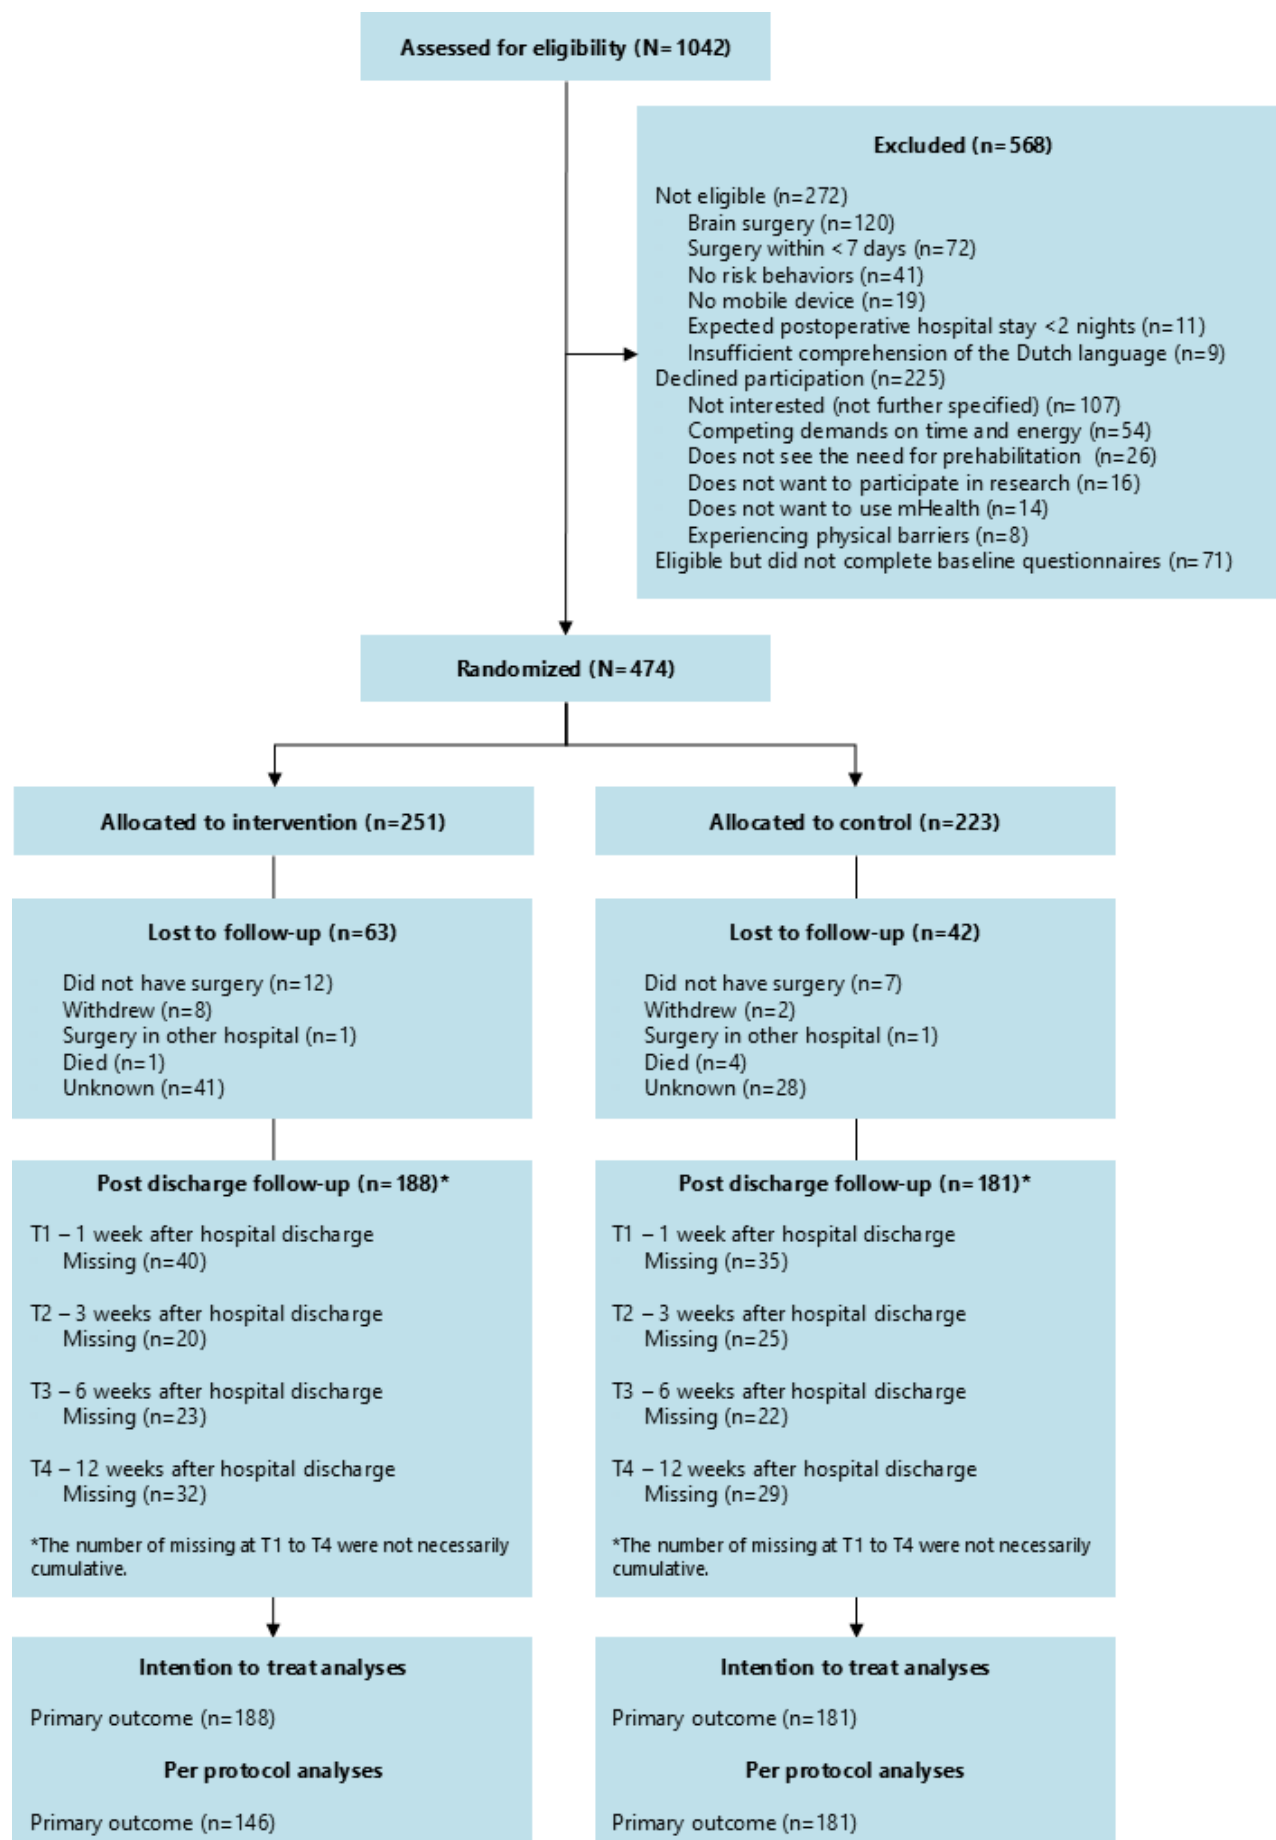 Assessed for eligibility (N=1042)
Excluded (n=568)
Not eligible (n=272)
Brain surgery (n=120)
Surgery within <7 days (n=72)
No risk behaviors (n=41)
No mobile device (n=19)
Expected postoperative hospital stay <2 nights (n=11)
Insufficient comprehension of the Dutch language (n=9)
Declined participation (n=225)
Not interested (not further specified) (n=107)
Competing demands on time and energy (n=54)
Does not see the need for prehabilitation (n=26)
Does not want to participate in research (n=16)
Does not want to use mHealth (n=14)
Experiencing physical barriers (n=8)
Eligible but did not complete baseline questionnaires (n=71)
Randomized (N=474)
Allocated to intervention (n=251)
Lost to follow-up (n=63)
Did not have surgery (n=12)
Withdrew (n=8)
Surgery in other hospital (n=1)
Died (n=1)
Unknown (n=41)
Post discharge follow-up (n=188)*
T1 – 1 week after hospital discharge
Missing (n=40)
T2 – 3 weeks after hospital discharge
Missing (n=20)
T3 – 6 weeks after hospital discharge
Missing (n=23)
T4 – 12 weeks after hospital discharge
Missing (n=32)
*The number of missing at T1 to T4 were not necessarily
cumulative.
Intention to treat analyses
Primary outcome (n=188)
Per protocol analyses
Primary outcome (n=146)
Allocated to control (n=223)
Lost to follow-up (n=42)
Did not have surgery (n=7)
Withdrew (n=2)
Surgery in other hospital (n=1)
Died (n=4)
Unknown (n=28)
Post discharge follow-up (n=181)*
T1 – 1 week after hospital discharge
Missing (n=35)
T2 – 3 weeks after hospital discharge
Missing (n=25)
T3 – 6 weeks after hospital discharge
Missing (n=22)
T4 – 12 weeks after hospital discharge
Missing (n=29)
*The number of missing at T1 to T4 were not necessarily
cumulative.
Intention to treat analyses
Primary outcome (n=181)
Per protocol analyses
Primary outcome (n=181)